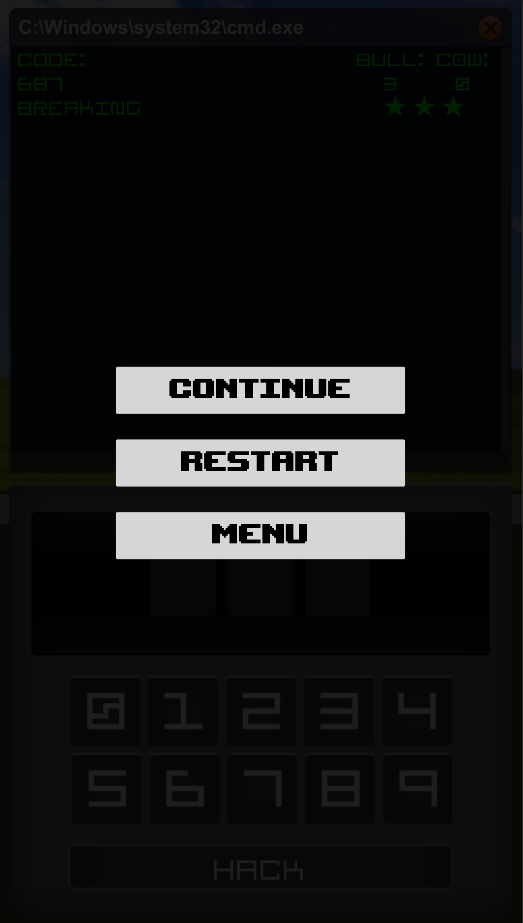 C:\Windows\system32\cmd.exe
CODE: BULL: COW:
687 3 0
BREAKING ★★★
CONTINUE
RESTART
MENU
0 1 2 3 4
5 6 7 8 9
HACK